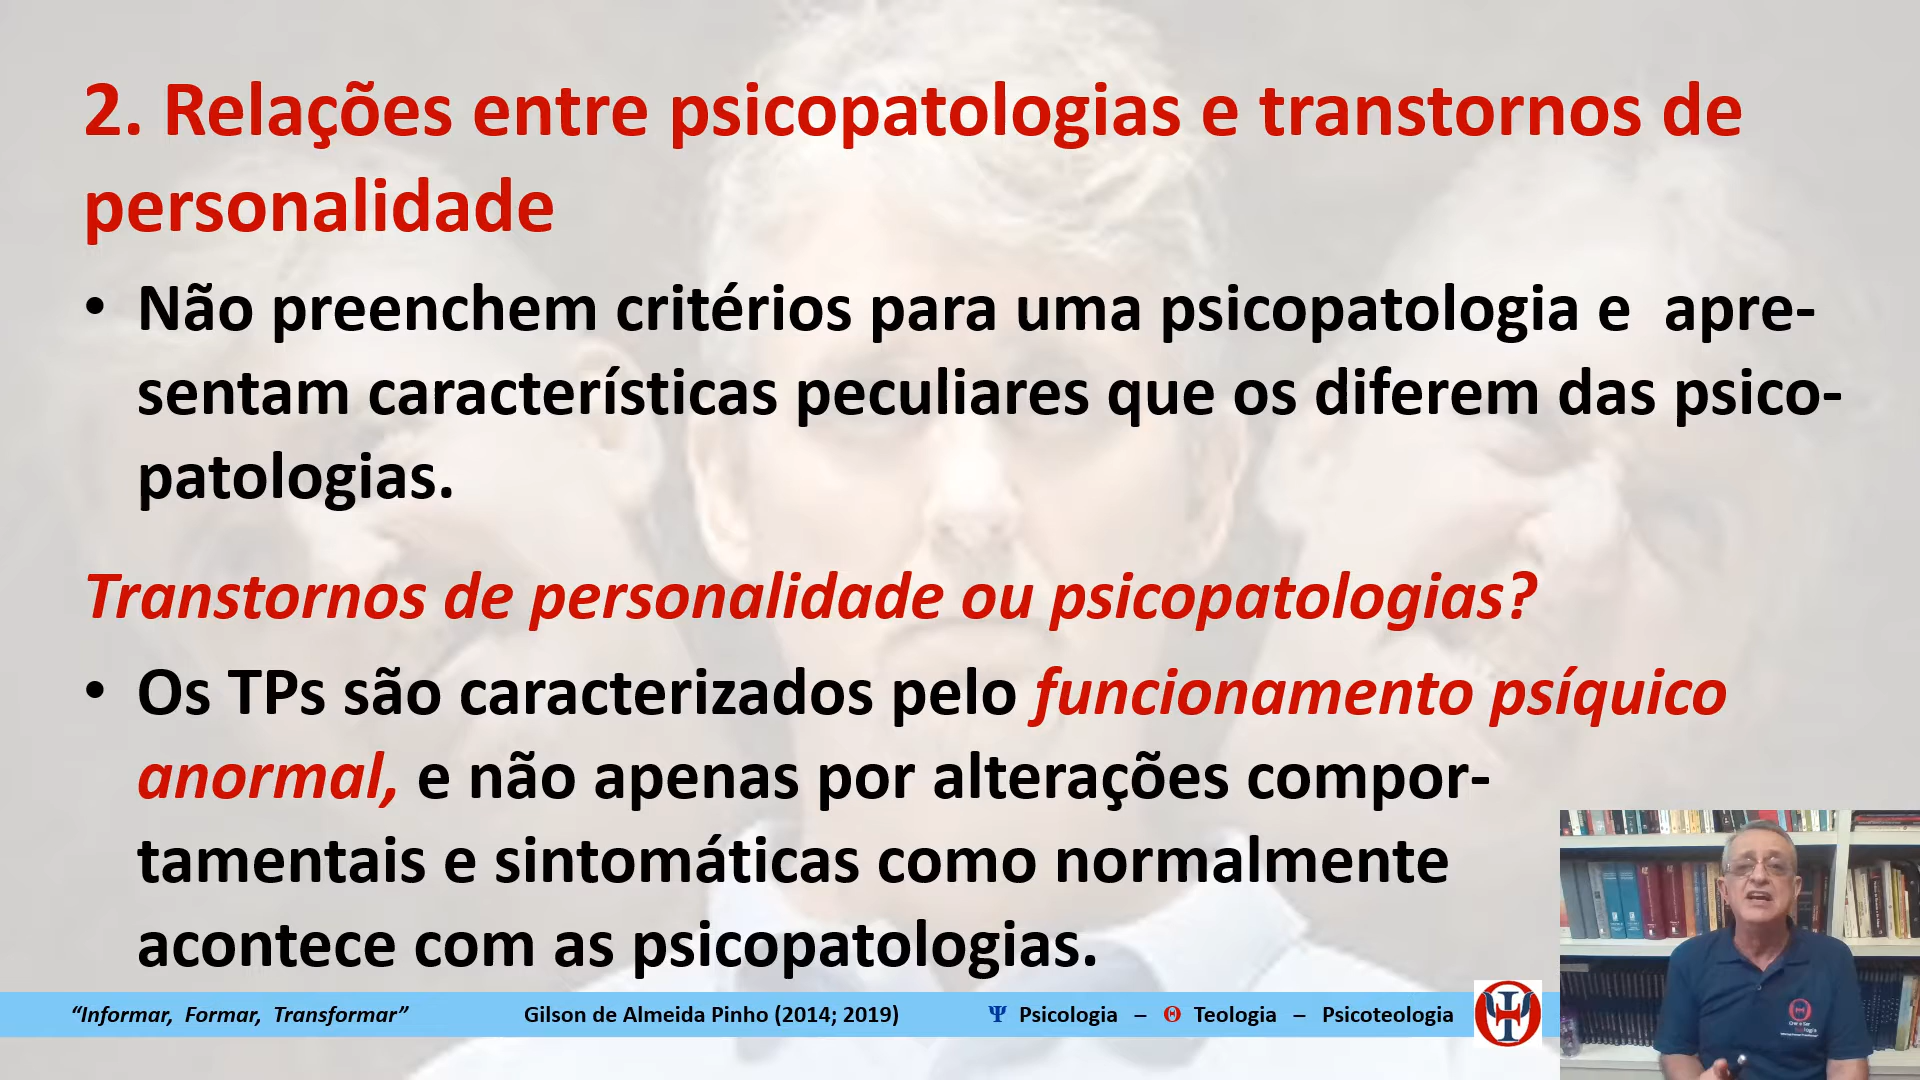 2. Relações entre psicopatologias e transtornos de
personalidade
• Não preenchem critérios para uma psicopatologia e apre-
sentam características peculiares que os diferem das psico-
patologias.
Transtornos de personalidade ou psicopatologias?
• Os TPs são caracterizados pelo funcionamento psíquico
anormal, e não apenas por alterações compor-
tamentais e sintomáticas como normalmente
acontece com as psicopatologias.
“Informar, Formar, Transformar” Gilson de Almeida Pinho (2014; 2019) Ψ Psicologia – Θ Teologia – Psicoteologia